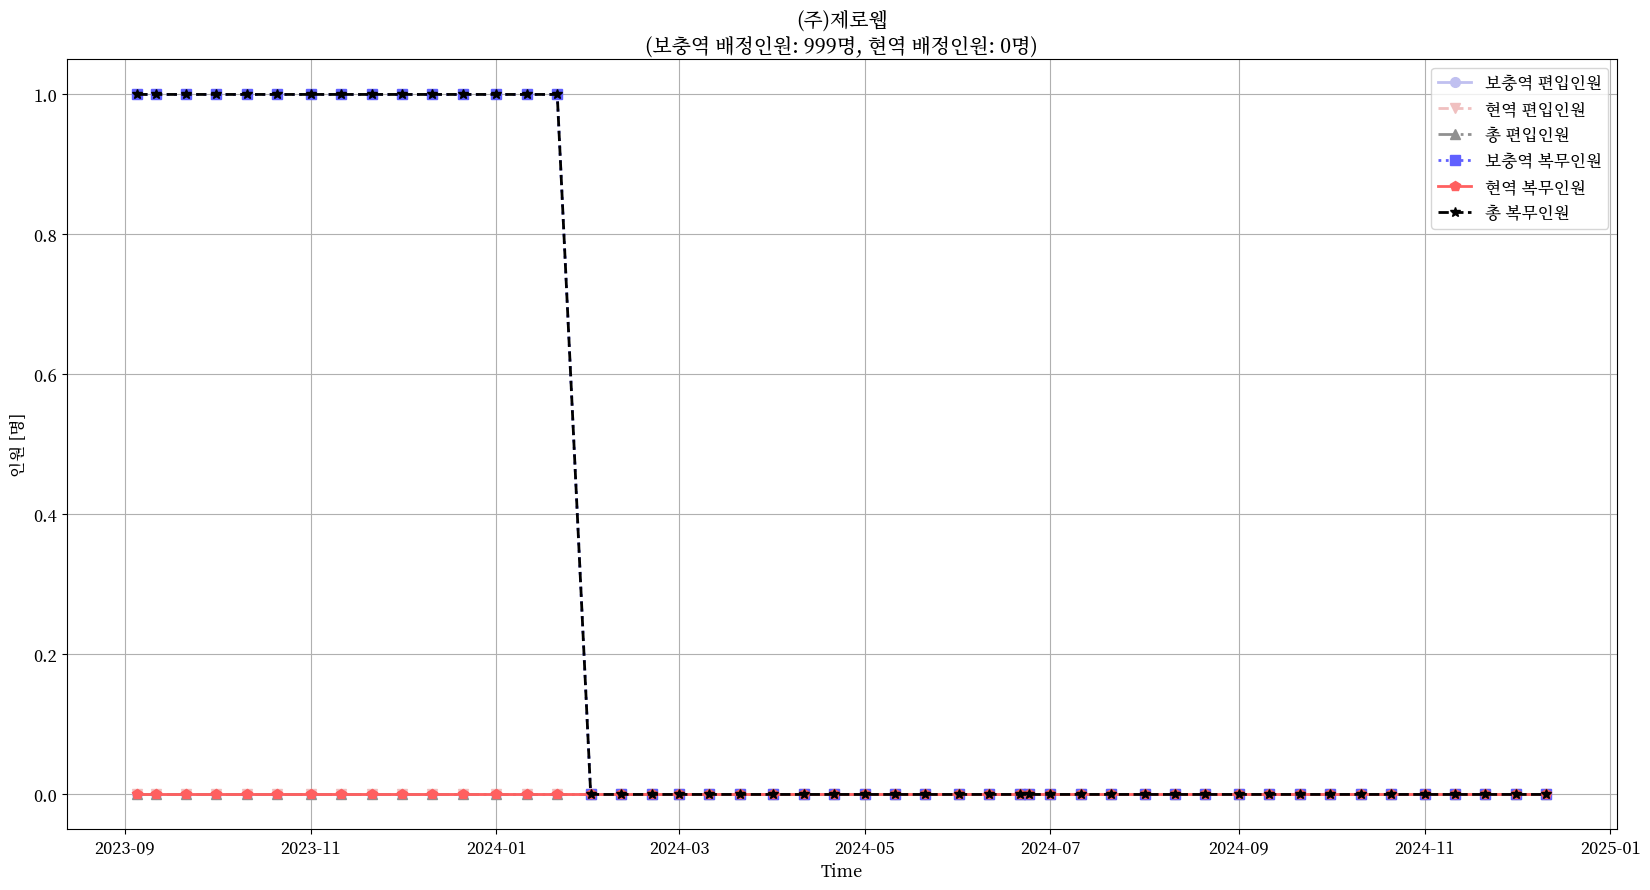 (주)제로웹
(보충역 배정인원: 999명, 현역 배정인원: 0명)
보충역 편입인원
현역 편입인원
총 편입인원
보충역 복무인원
현역 복무인원
총 복무인원
인원 [명]
1.0
0.8
0.6
0.4
0.2
0.0
2023-09
2023-11
2024-01
2024-03
2024-05
2024-07
2024-09
2024-11
2025-01
Time